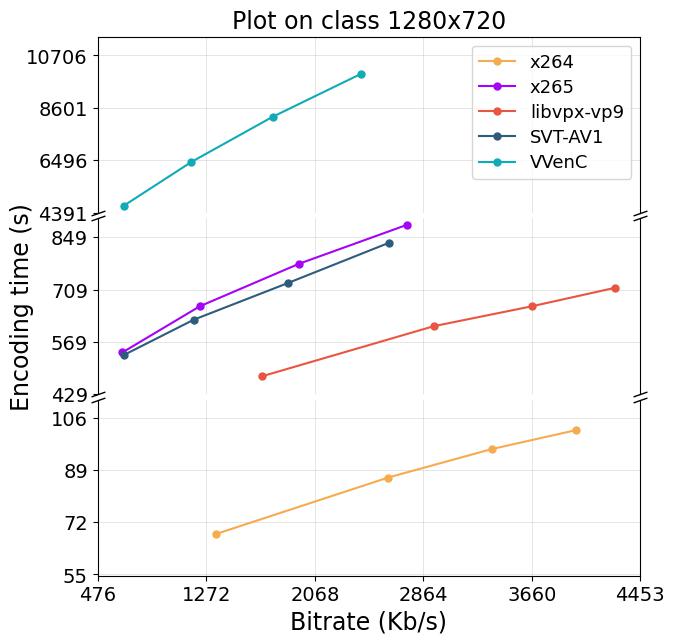 Plot on class 1280x720
10706
8601
6496
4391
849
709
569
429
106
89
72
55
Encoding time (s)
x264
x265
libvpx-vp9
SVT-AV1
VVenC
476 1272 2068 2864 3660 4453
Bitrate (Kb/s)